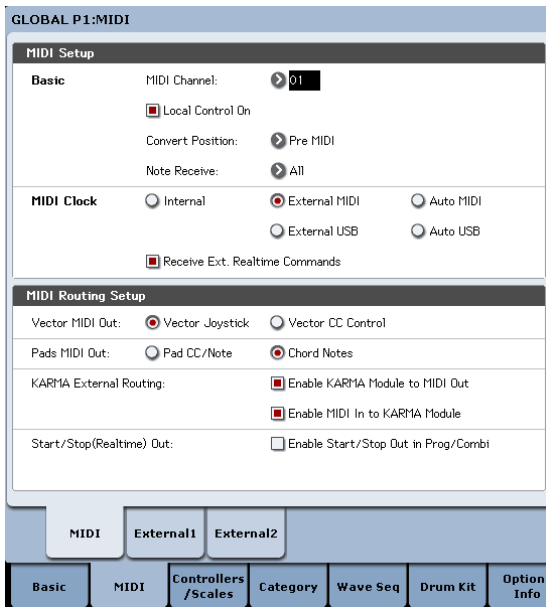 GLOBAL P1:MIDI
MIDI Setup
Basic MIDI Channel: 01
Local Control On
Convert Position: Pre MIDI
Note Receive: All
MIDI Clock Internal External MIDI Auto MIDI
External USB Auto USB
Receive Ext. Realtime Commands
MIDI Routing Setup
Vector MIDI Out: Vector Joystick Vector CC Control
Pads MIDI Out: Pad CC/Note Chord Notes
KARMA External Routing: Enable KARMA Module to MIDI Out
Enable MIDI In to KARMA Module
Start/Stop(Realtime) Out: Enable Start/Stop Out in Prog/Combi
MIDI External1 External2
Basic MIDI Controllers /Scales Category Wave Seq Drum Kit Option Info